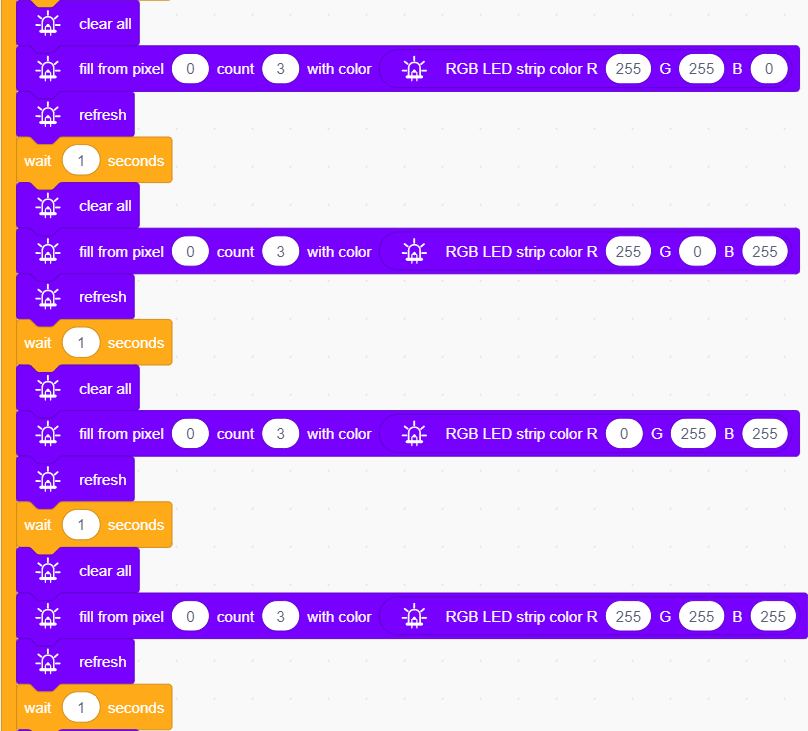 clear all
fill from pixel 0 count 3 with color RGB LED strip color R 255 G 255 B 0
refresh
wait 1 seconds
clear all
fill from pixel 0 count 3 with color RGB LED strip color R 255 G 0 B 255
refresh
wait 1 seconds
clear all
fill from pixel 0 count 3 with color RGB LED strip color R 0 G 255 B 255
refresh
wait 1 seconds
clear all
fill from pixel 0 count 3 with color RGB LED strip color R 255 G 255 B 255
refresh
wait 1 seconds